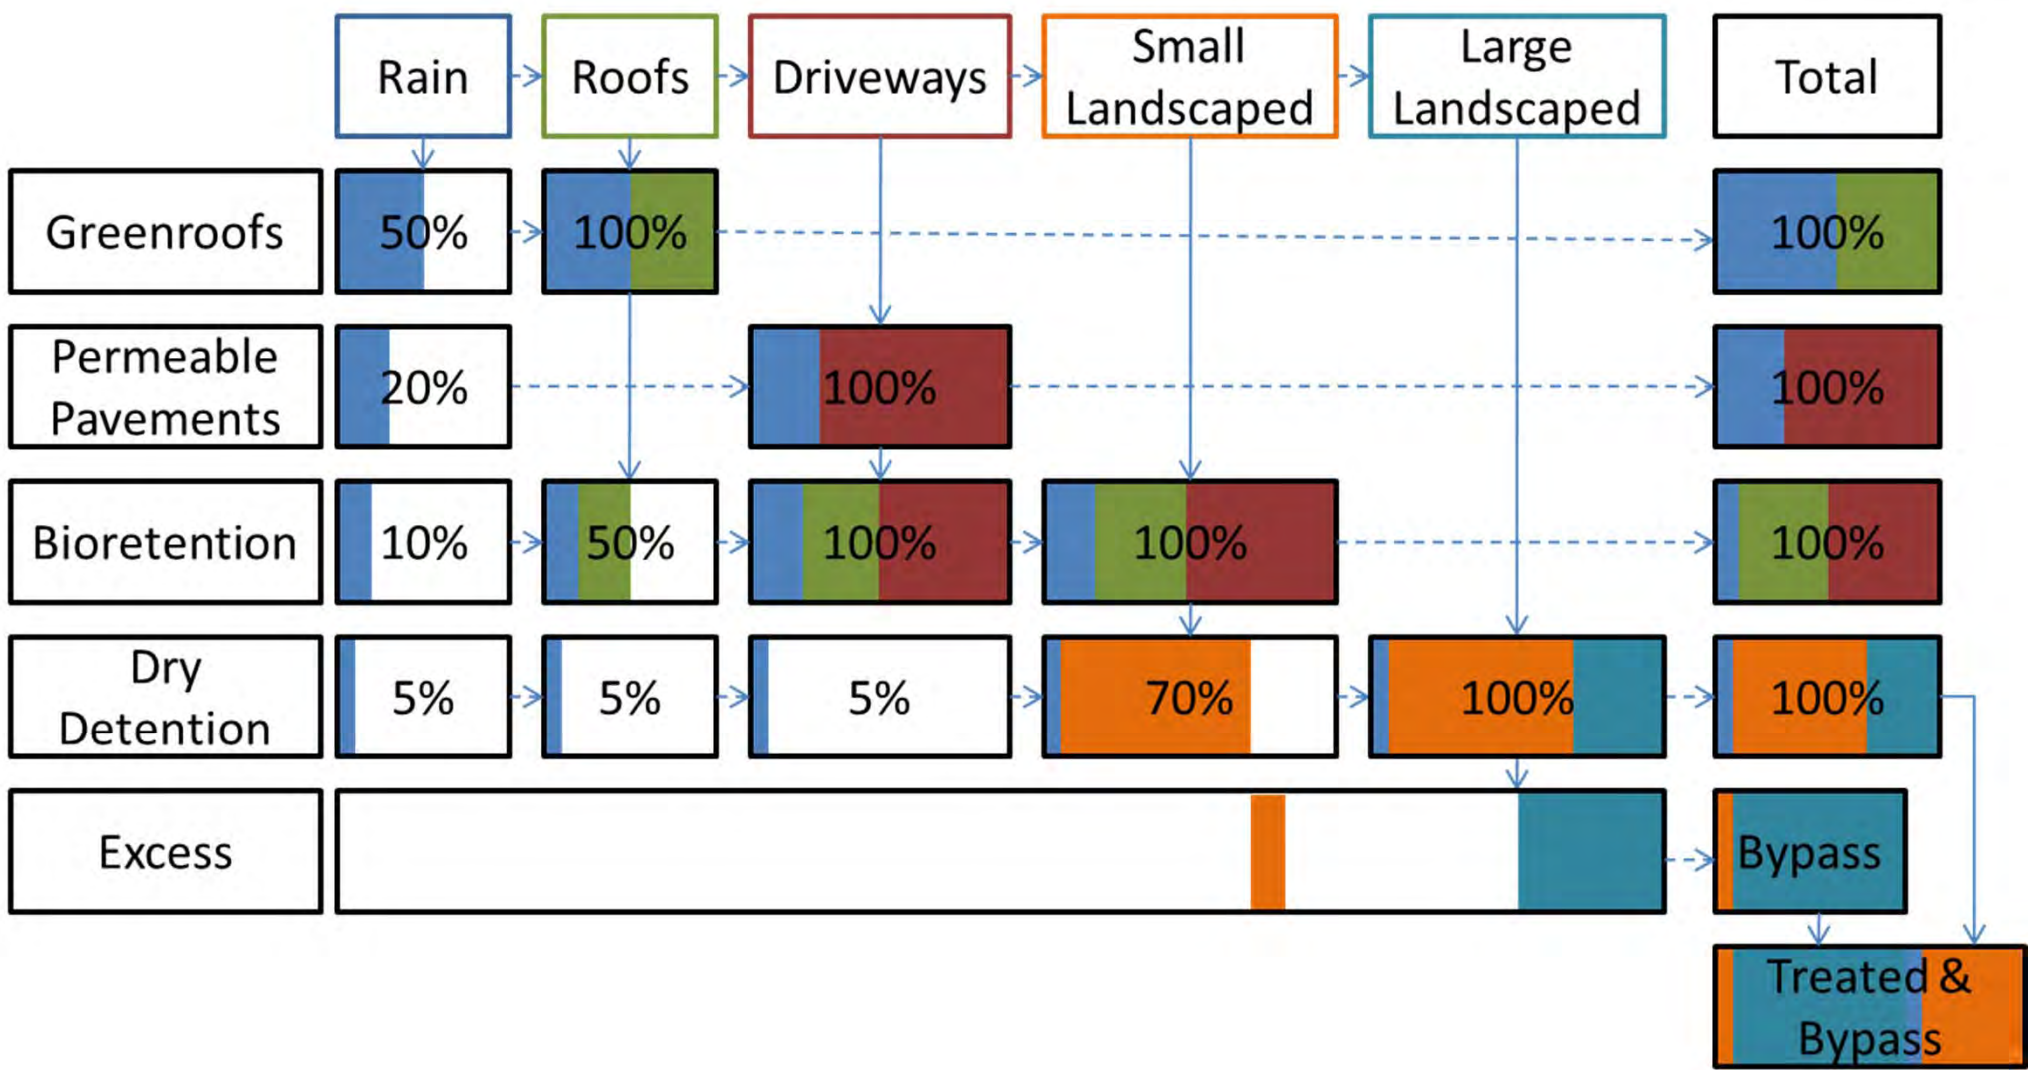 Rain
Roofs
Driveways
Small
Landscaped
Large
Landscaped
Total
Greenroofs
50%
100%
100%
Permeable
Pavements
20%
100%
100%
Bioretention
10%
50%
100%
100%
100%
Dry
Detention
5%
5%
5%
70%
100%
100%
Excess
Bypass
Treated &
Bypass